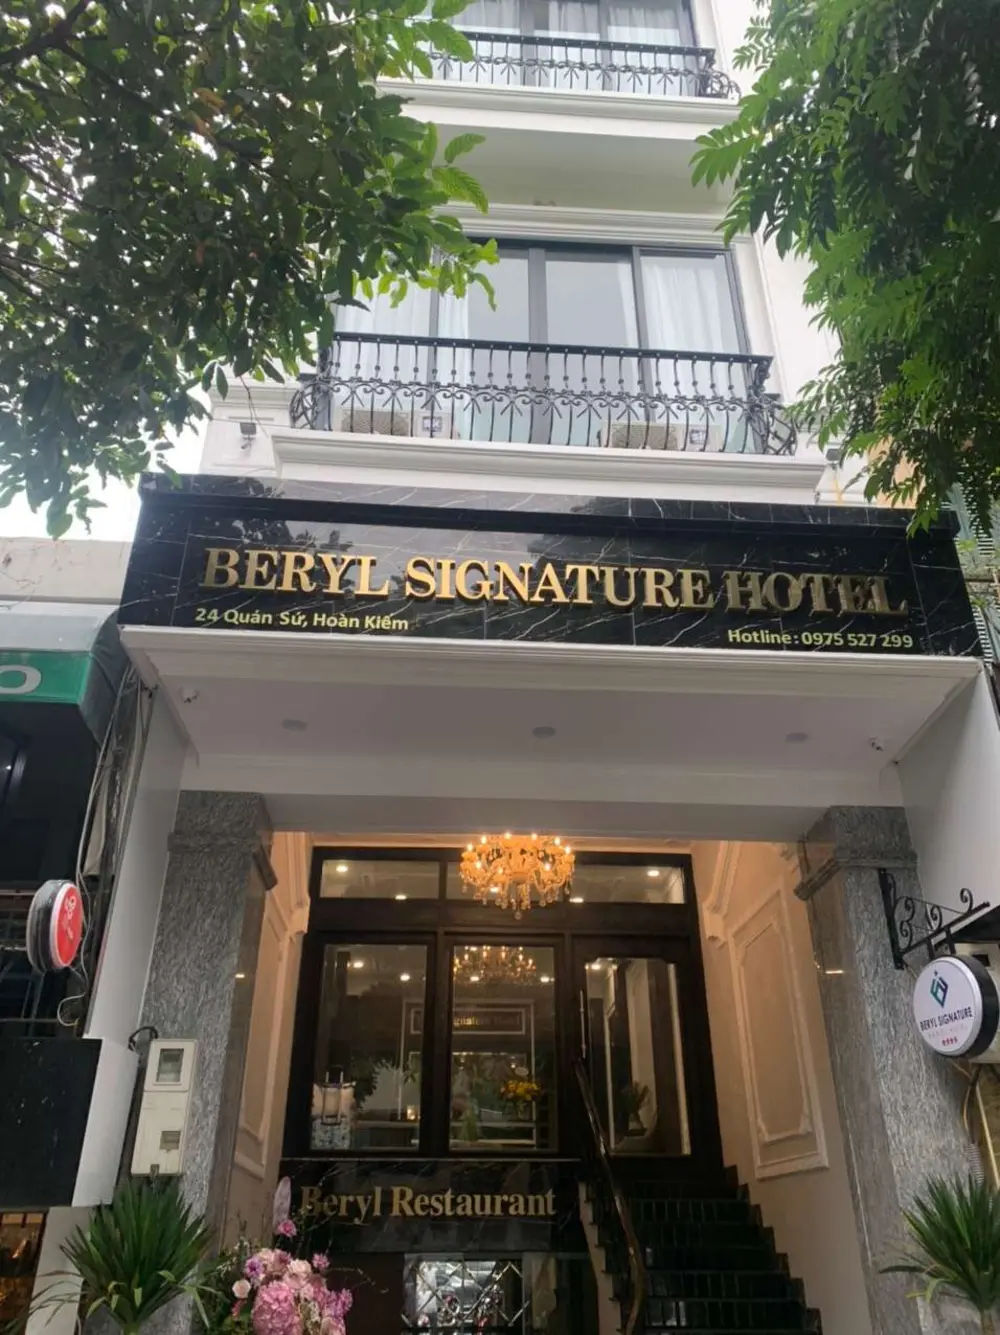 BERYL SIGNATURE HOTEL
24 Quán Sứ, Hoàn Kiếm
Hotline: 0975 527 299
BERYL SIGNATURE
Beryl Restaurant